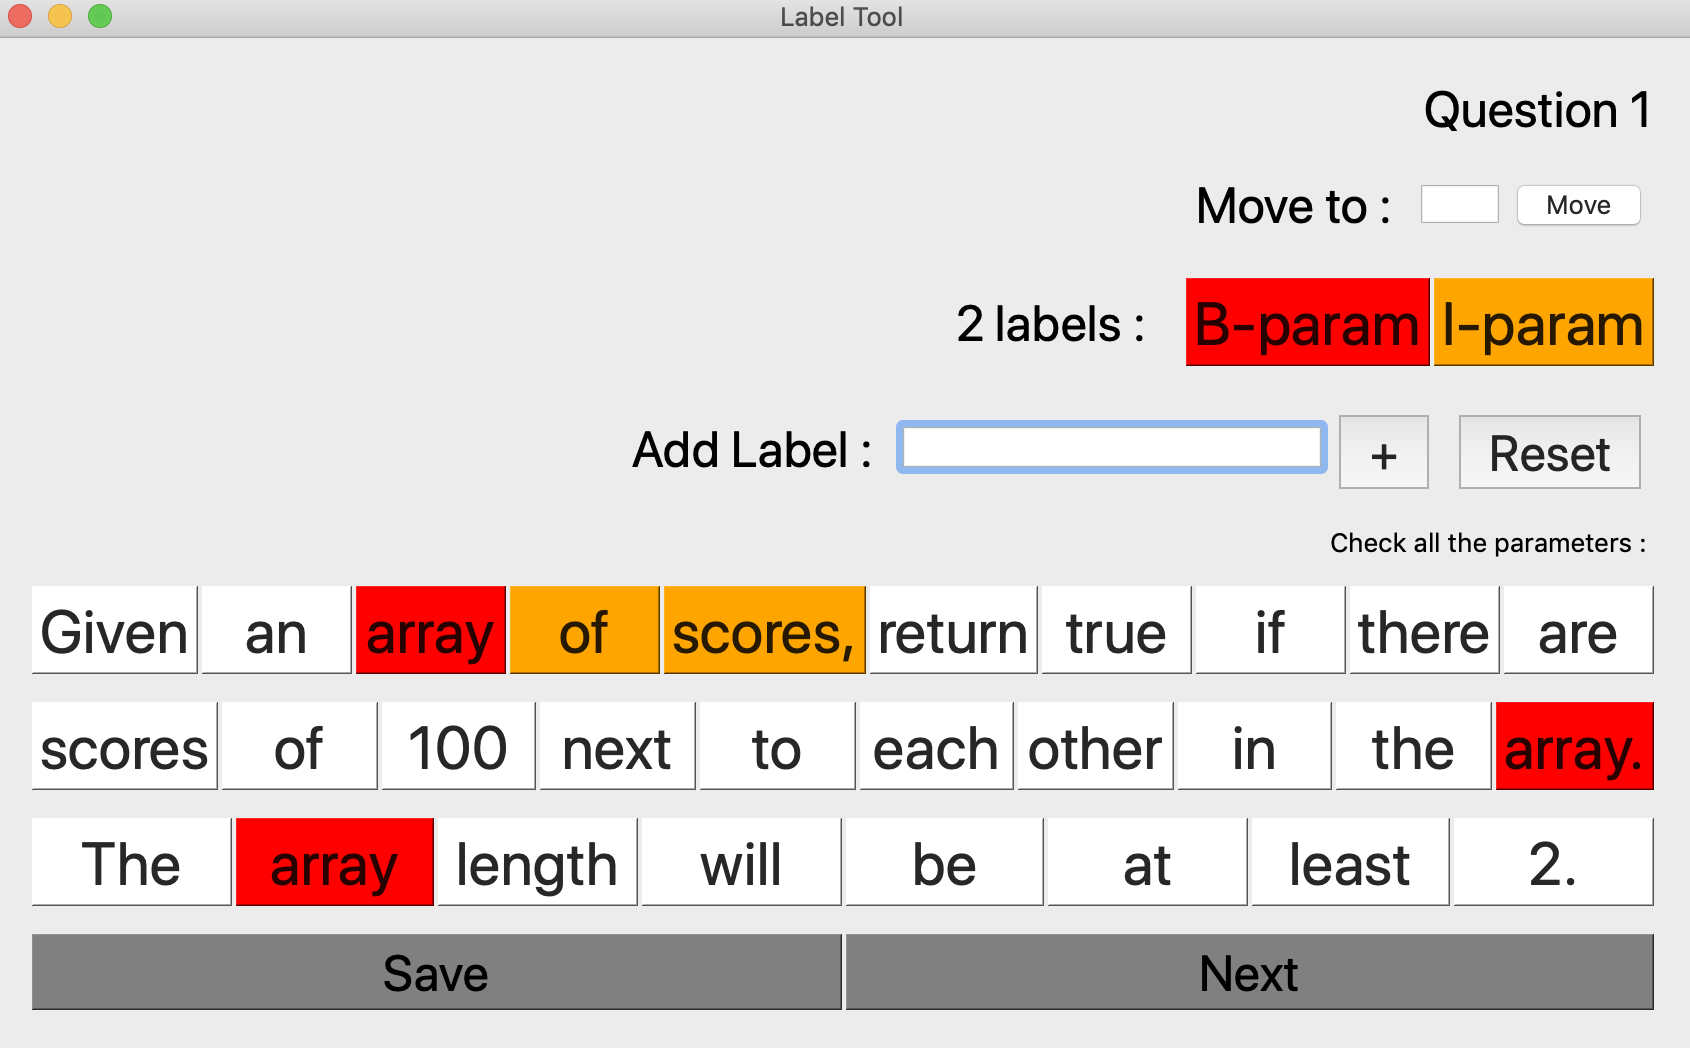 Label Tool
Question 1
Move to : Move
2 labels : B-param I-param
Add Label : + Reset
Check all the parameters :
Given an array of scores, return true if there are
scores of 100 next to each other in the array.
The array length will be at least 2.
Save Next